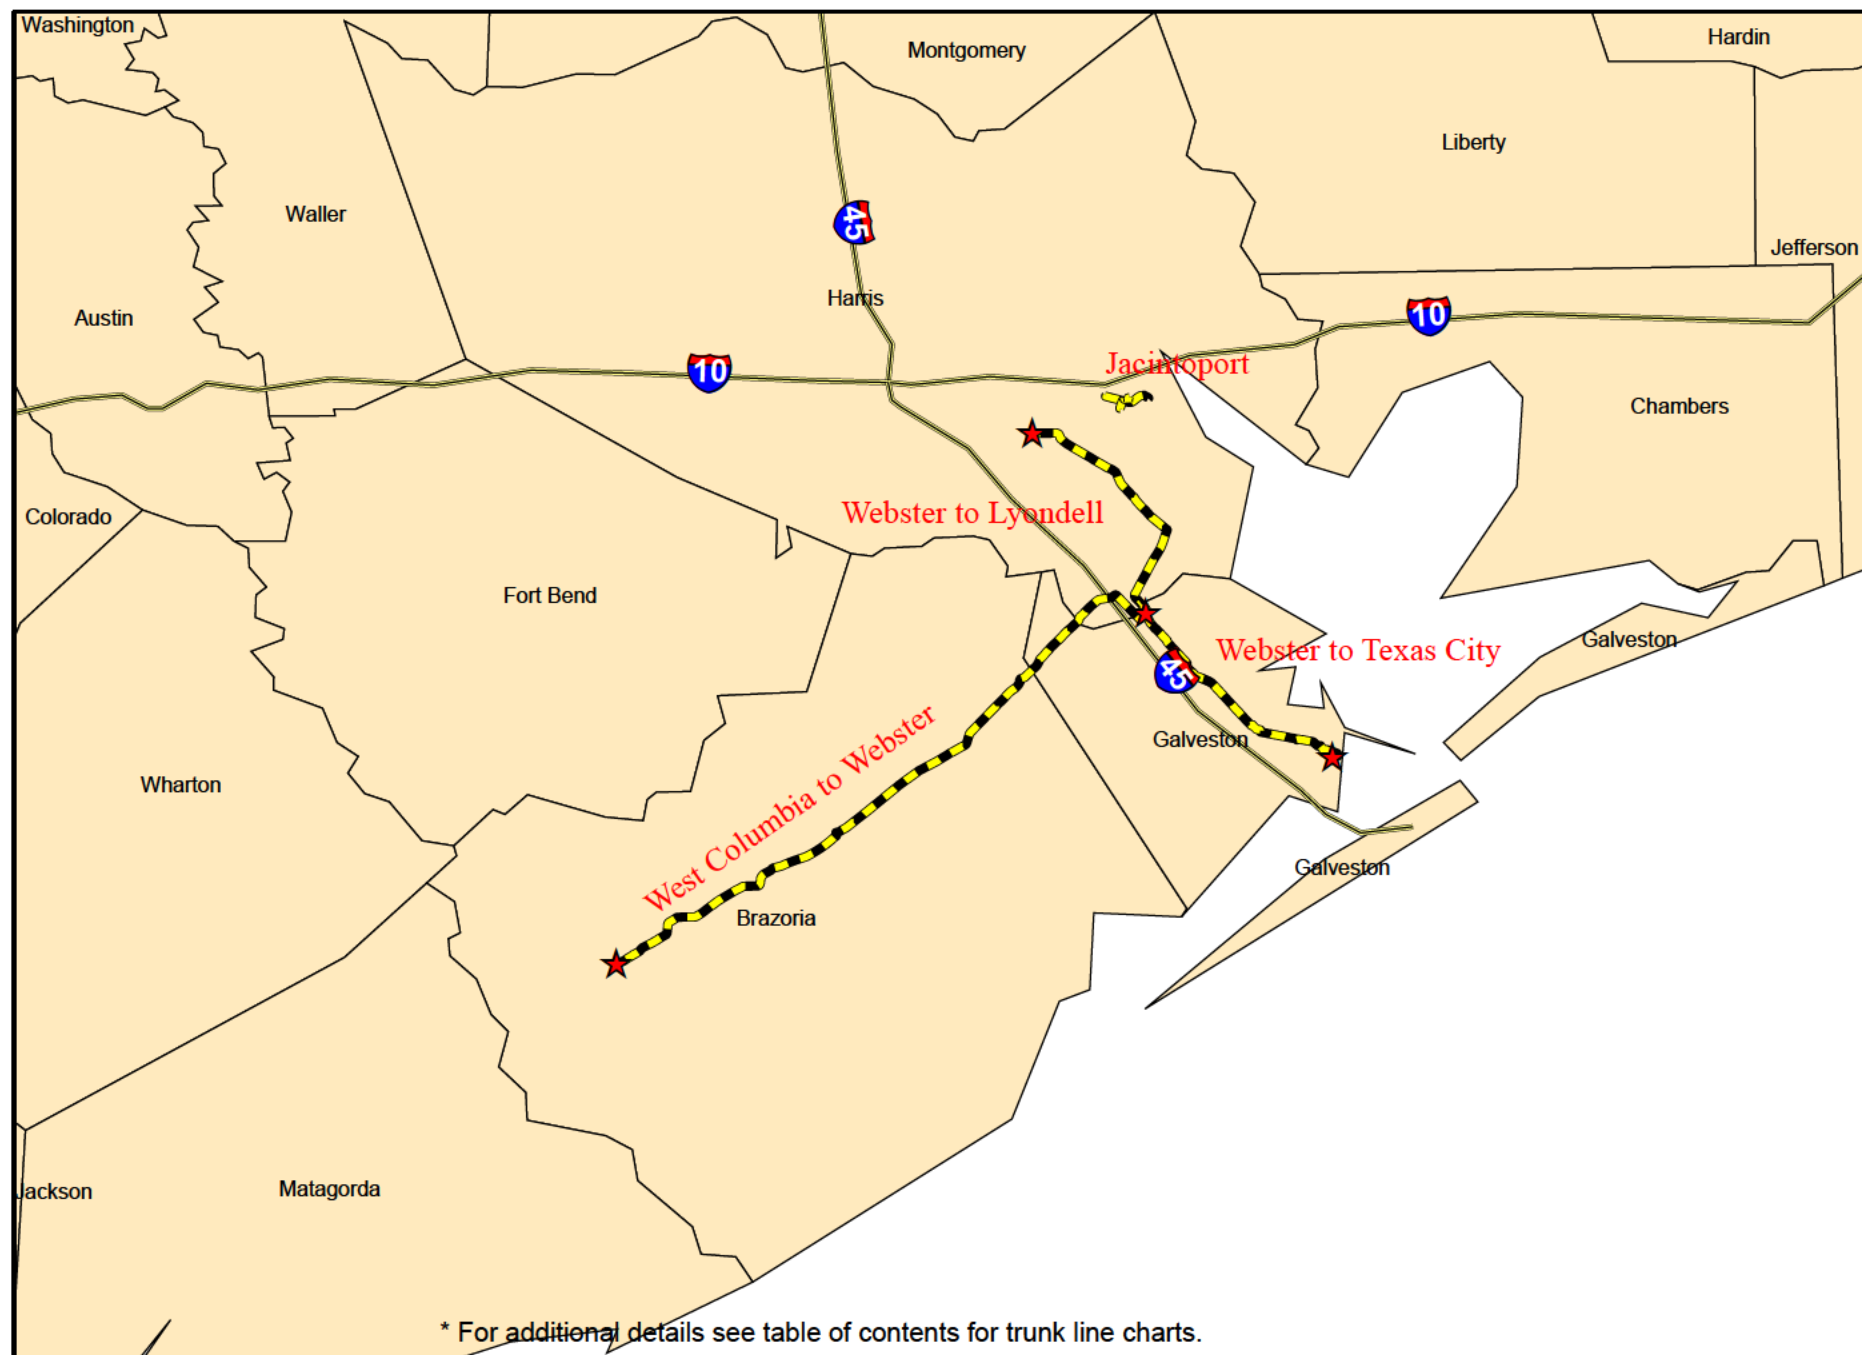 Washington
Montgomery
Hardin
Liberty
Waller
45
Jefferson
Harris
Austin
10
10
Jacintoport
Chambers
Colorado
Webster to Lyondell
Fort Bend
Galveston
Webster to Texas City
45
Galveston
West Columbia to Webster
Wharton
Galveston
Brazoria
Jackson
Matagorda
* For additional details see table of contents for trunk line charts.